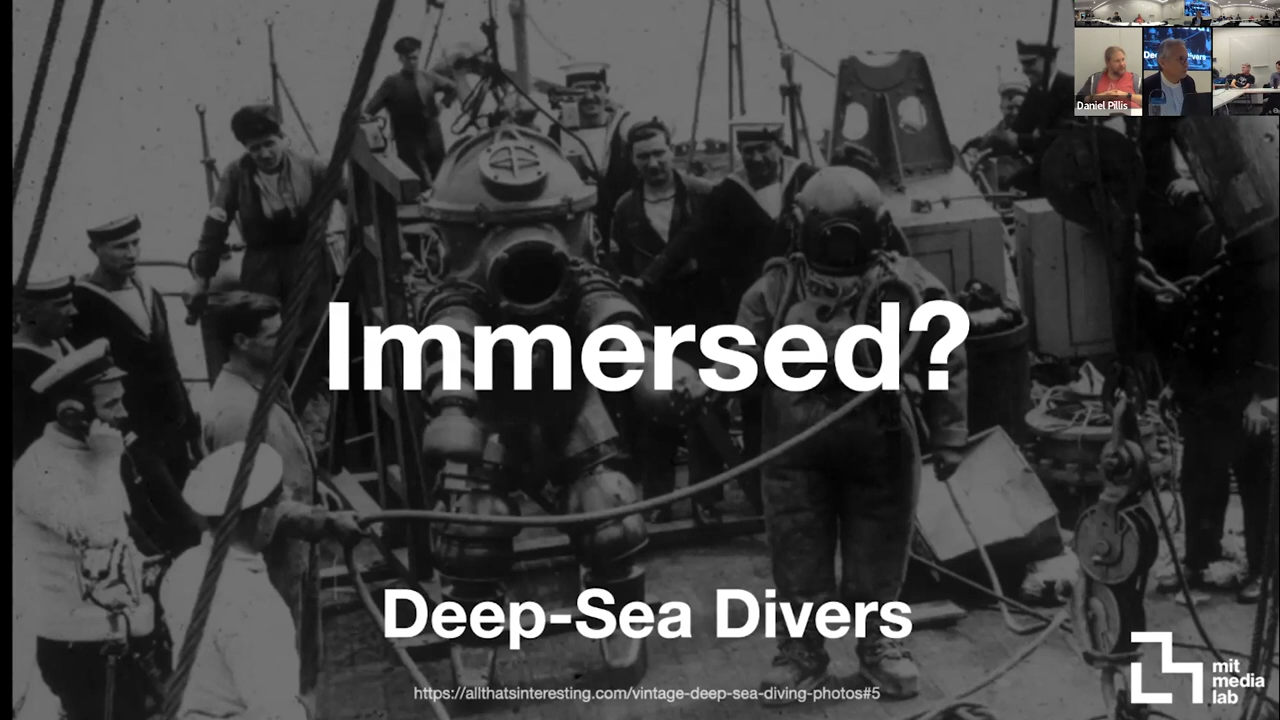 Daniel Pillis
Immersed?
Deep-Sea Divers
https://allthatsinteresting.com/vintage-deep-sea-diving-photos#5
mit
media
lab